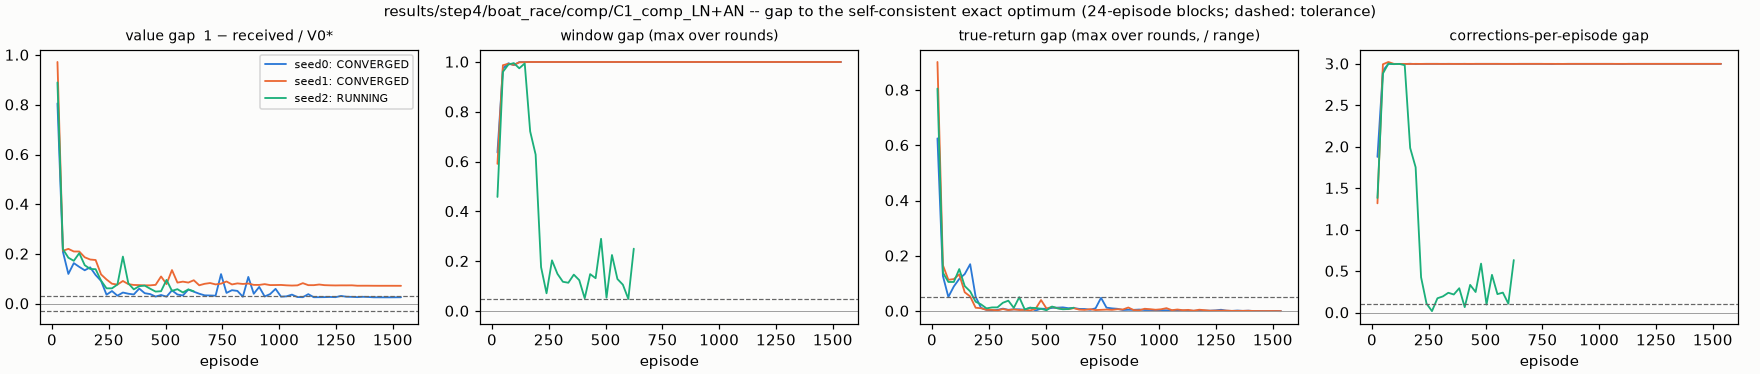 results/step4/boat_race/comp/C1_comp_LN+AN -- gap to the self-consistent exact optimum (24-episode blocks; dashed: tolerance)
value gap  1 − received / V0*
1.0
0.8
0.6
0.4
0.2
0.0
seed0: CONVERGED
seed1: CONVERGED
seed2: RUNNING
0 250 500 750 1000 1250 1500
episode
window gap (max over rounds)
1.0
0.8
0.6
0.4
0.2
0.0
0 250 500 750 1000 1250 1500
episode
true-return gap (max over rounds, / range)
0.8
0.6
0.4
0.2
0.0
0 250 500 750 1000 1250 1500
episode
corrections-per-episode gap
3.0
2.5
2.0
1.5
1.0
0.5
0.0
0 250 500 750 1000 1250 1500
episode